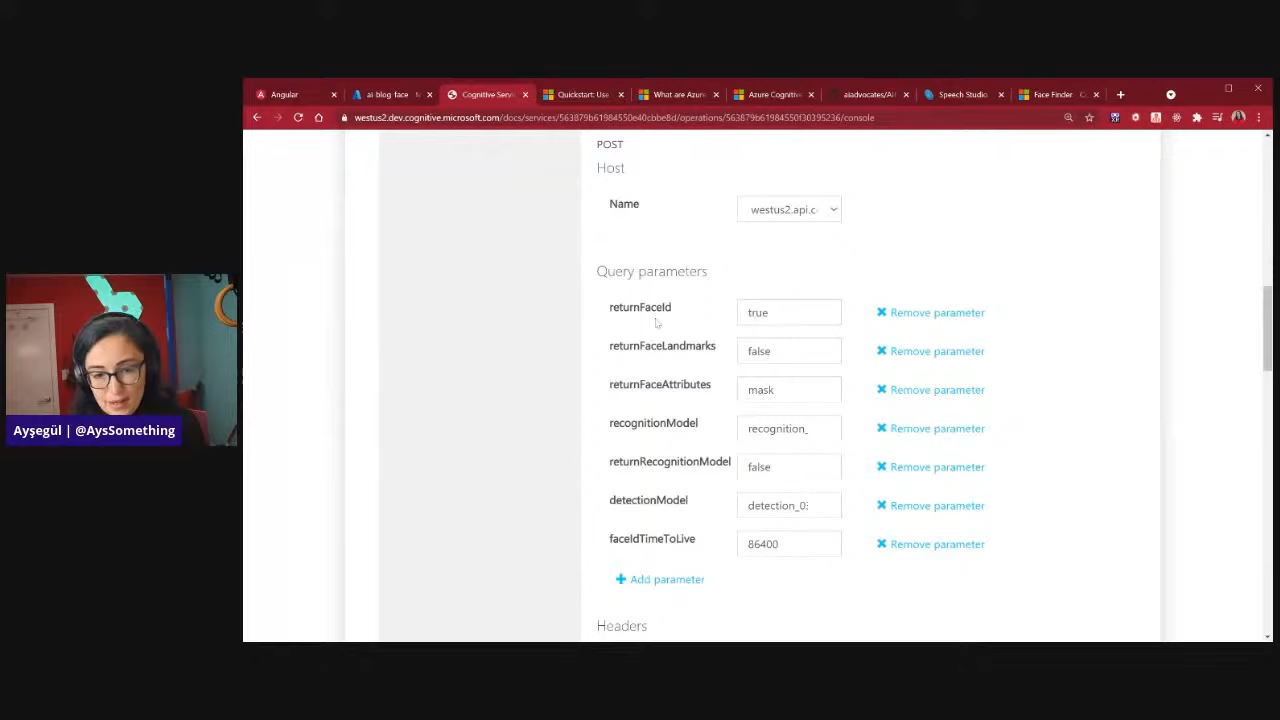 Angular
ai-blog face
Cognitive Serv
Quickstart: Use
What are Azure
Azure Cognitive
aiadvocates/AI
Speech Studio
Face Finder
westus2.dev.cognitive.microsoft.com/docs/services/563879b61984550e40cbbe8d/operations/563879b61984550f30395236/console
POST
Host
Name
westus2.api.c
Query parameters
returnFaceId
true
Remove parameter
returnFaceLandmarks
false
Remove parameter
returnFaceAttributes
mask
Remove parameter
recognitionModel
recognition_
Remove parameter
returnRecognitionModel
false
Remove parameter
detectionModel
detection_03
Remove parameter
faceIdTimeToLive
86400
Remove parameter
Add parameter
Headers
Ayşegül | @AysSomething